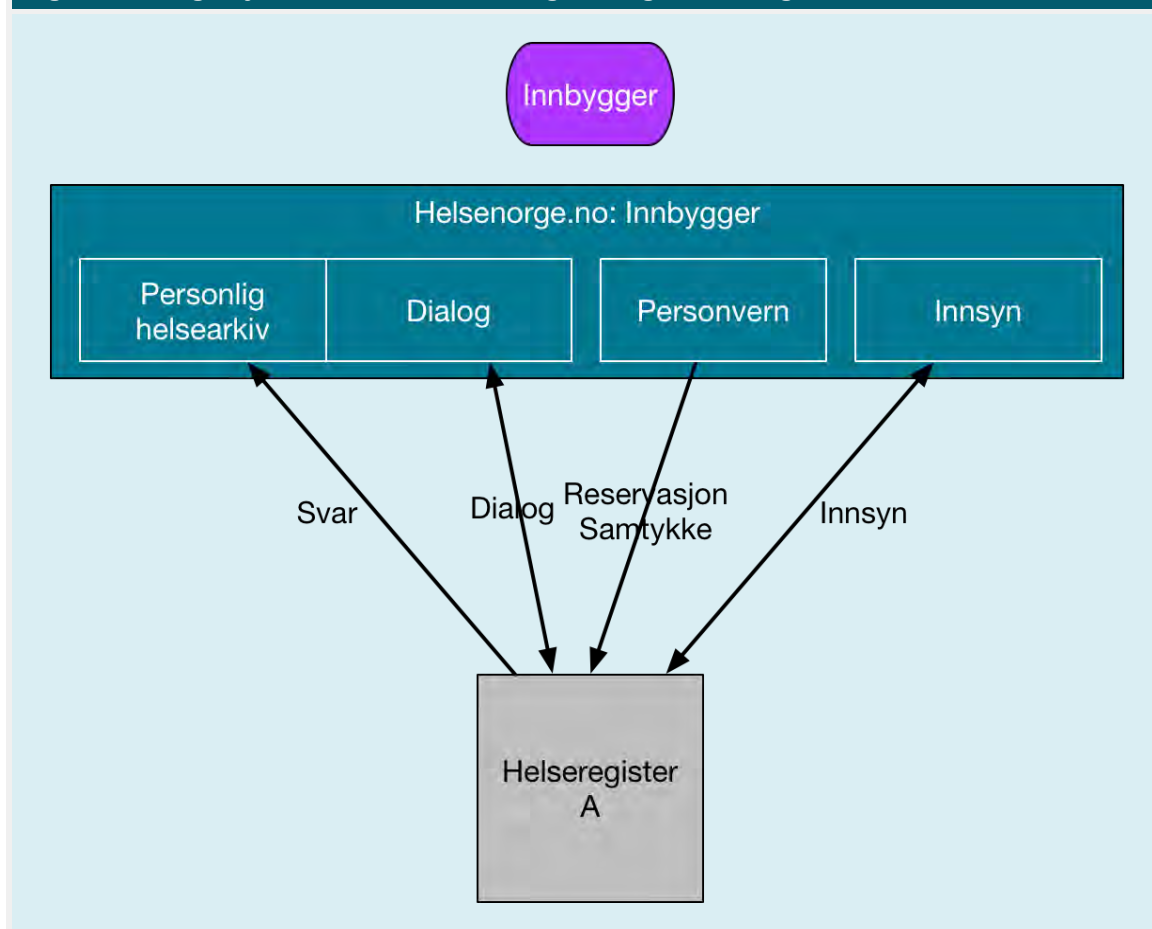 Innbygger
Helsenorge.no: Innbygger
Personlig
helsearkiv
Dialog
Personvern
Innsyn
Svar
Dialog
Reservasjon
Samtykke
Innsyn
Helseregister
A